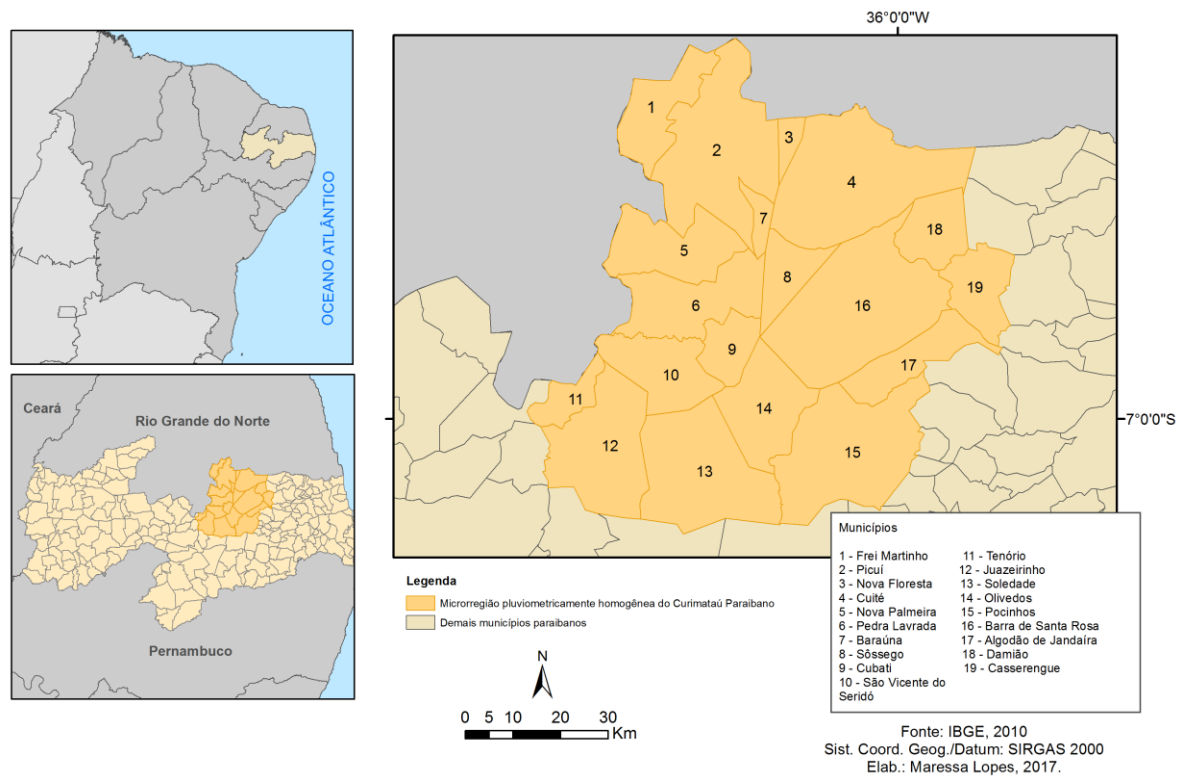 36°0'0"W
OCEANO ATLÂNTICO
1
2
3
4
5
6
7
8
9
10
11
12
13
14
15
16
17
18
19
7°0'0"S
Ceará
Rio Grande do Norte
Pernambuco
Legenda
Microrregião pluviometricamente homogênea do Curimataú Paraibano
Demais municípios paraibanos
N
0 5 10 20 30
Km
Municípios
1 - Frei Martinho
2 - Picuí
3 - Nova Floresta
4 - Cuité
5 - Nova Palmeira
6 - Pedra Lavrada
7 - Baraúna
8 - Sôssego
9 - Cubati
10 - São Vicente do
Seridó
11 - Tenório
12 - Juazeirinho
13 - Soledade
14 - Olivedos
15 - Pocinhos
16 - Barra de Santa Rosa
17 - Algodão de Jandaíra
18 - Damião
19 - Casserengue
Fonte: IBGE, 2010
Sist. Coord. Geog./Datum: SIRGAS 2000
Elab.: Maressa Lopes, 2017.